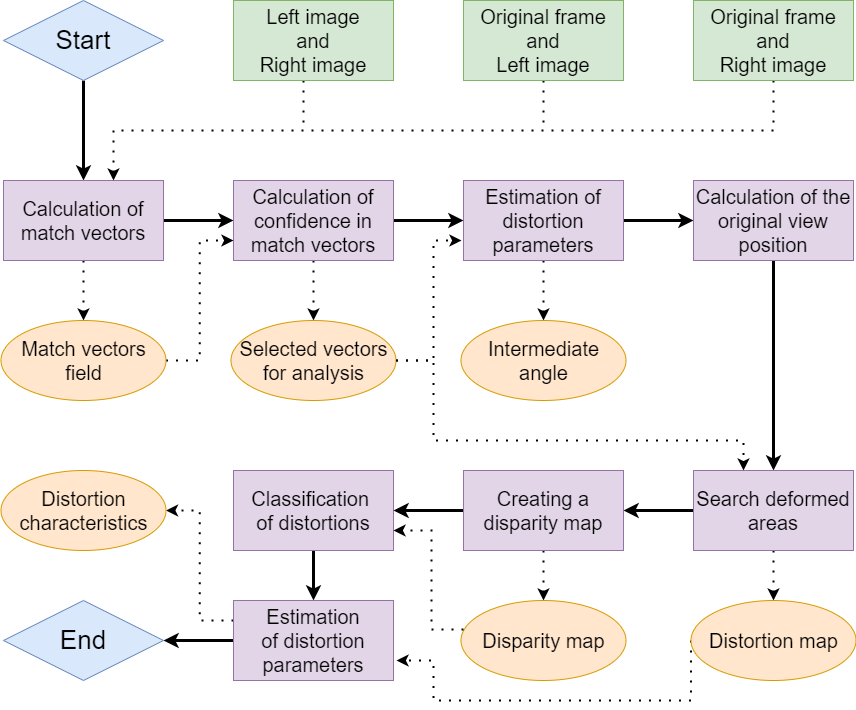 Start
Left image
and
Right image
Original frame
and
Left image
Original frame
and
Right image
Calculation of
match vectors
Calculation of
confidence in
match vectors
Estimation of
distortion
parameters
Calculation of the
original view
position
Match vectors
field
Selected vectors
for analysis
Intermediate
angle
Distortion
characteristics
Classification
of distortions
Creating a
disparity map
Search deformed
areas
End
Estimation
of distortion
parameters
Disparity map
Distortion map